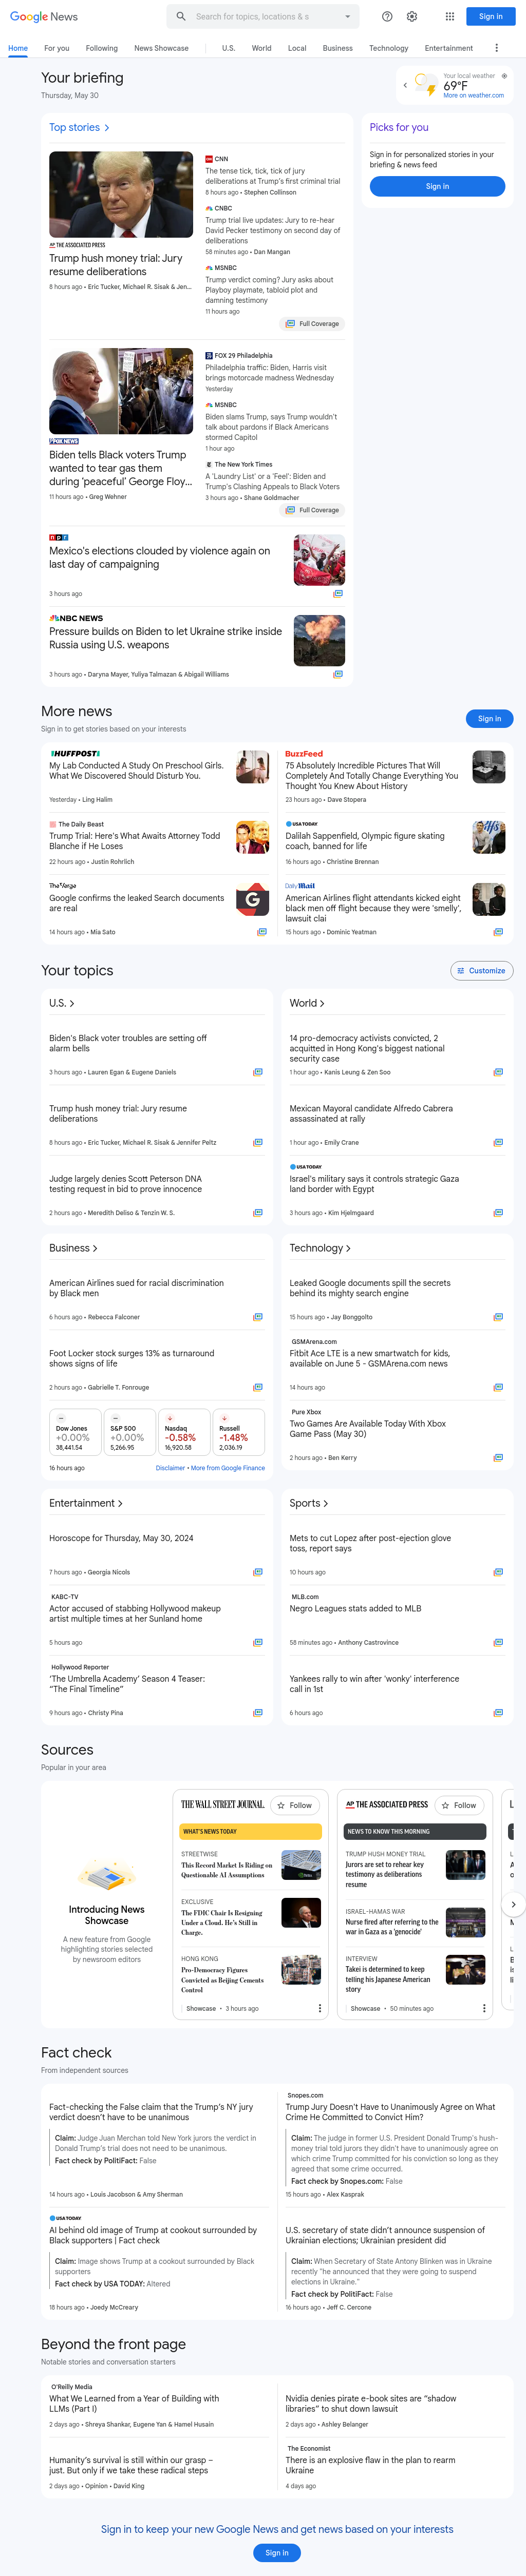 Google News
Search for topics, locations & s
Sign in
Home
For you
Following
News Showcase
U.S.
World
Local
Business
Technology
Entertainment
Your briefing
Thursday, May 30
Your local weather
69°F
More on weather.com
Top stories
Picks for you
Sign in for personalized stories in your
briefing & news feed
Sign in
AP THE ASSOCIATED PRESS
Trump hush money trial: Jury
resume deliberations
8 hours ago • Eric Tucker, Michael R. Sisak & Jen...
CNN
The tense tick, tick, tick of jury
deliberations at Trump's first criminal trial
8 hours ago • Stephen Collinson
CNBC
Trump trial live updates: Jury to re-hear
David Pecker testimony on second day of
deliberations
58 minutes ago • Dan Mangan
MSNBC
Trump verdict coming? Jury asks about
Playboy playmate, tabloid plot and
damning testimony
11 hours ago
Full Coverage
FOX NEWS
Biden tells Black voters Trump
wanted to tear gas them
during 'peaceful' George Floy...
11 hours ago • Greg Wehner
FOX 29 Philadelphia
Philadelphia traffic: Biden, Harris visit
brings motorcade madness Wednesday
Yesterday
MSNBC
Biden slams Trump, says Trump wouldn't
talk about pardons if Black Americans
stormed Capitol
1 hour ago
The New York Times
A 'Laundry List' or a 'Feel': Biden and
Trump's Clashing Appeals to Black Voters
3 hours ago • Shane Goldmacher
Full Coverage
npr
Mexico's elections clouded by violence again on
last day of campaigning
3 hours ago
NBC NEWS
Pressure builds on Biden to let Ukraine strike inside
Russia using U.S. weapons
3 hours ago • Daryna Mayer, Yuliya Talmazan & Abigail Williams
More news
Sign in to get stories based on your interests
Sign in
HUFFPOST
My Lab Conducted A Study On Preschool Girls.
What We Discovered Should Disturb You.
Yesterday • Ling Halim
BuzzFeed
75 Absolutely Incredible Pictures That Will
Completely And Totally Change Everything You
Thought You Knew About History
23 hours ago • Dave Stopera
The Daily Beast
Trump Trial: Here's What Awaits Attorney Todd
Blanche if He Loses
22 hours ago • Justin Rohrlich
USA TODAY
Dalilah Sappenfield, Olympic figure skating
coach, banned for life
16 hours ago • Christine Brennan
The Verge
Google confirms the leaked Search documents
are real
14 hours ago • Mia Sato
Daily Mail
American Airlines flight attendants kicked eight
black men off flight because they were 'smelly',
lawsuit clai
15 hours ago • Dominic Yeatman
Your topics
Customize
U.S.
Biden's Black voter troubles are setting off
alarm bells
3 hours ago • Lauren Egan & Eugene Daniels
Trump hush money trial: Jury resume
deliberations
8 hours ago • Eric Tucker, Michael R. Sisak & Jennifer Peltz
Judge largely denies Scott Peterson DNA
testing request in bid to prove innocence
2 hours ago • Meredith Deliso & Tenzin W. S.
World
14 pro-democracy activists convicted, 2
acquitted in Hong Kong's biggest national
security case
1 hour ago • Kanis Leung & Zen Soo
Mexican Mayoral candidate Alfredo Cabrera
assassinated at rally
1 hour ago • Emily Crane
USA TODAY
Israel's military says it controls strategic Gaza
land border with Egypt
3 hours ago • Kim Hjelmgaard
Business
American Airlines sued for racial discrimination
by Black men
6 hours ago • Rebecca Falconer
Foot Locker stock surges 13% as turnaround
shows signs of life
2 hours ago • Gabrielle T. Fonrouge
Dow Jones
+0.00%
38,441.54
S&P 500
+0.00%
5,266.95
Nasdaq
-0.58%
16,920.58
Russell
-1.48%
2,036.19
16 hours ago
Disclaimer • More from Google Finance
Technology
Leaked Google documents spill the secrets
behind its mighty search engine
15 hours ago • Jay Bonggolto
GSMArena.com
Fitbit Ace LTE is a new smartwatch for kids,
available on June 5 - GSMArena.com news
14 hours ago
Pure Xbox
Two Games Are Available Today With Xbox
Game Pass (May 30)
2 hours ago • Ben Kerry
Entertainment
Horoscope for Thursday, May 30, 2024
7 hours ago • Georgia Nicols
KABC-TV
Actor accused of stabbing Hollywood makeup
artist multiple times at her Sunland home
5 hours ago
Hollywood Reporter
'The Umbrella Academy' Season 4 Teaser:
"The Final Timeline"
9 hours ago • Christy Pina
Sports
Mets to cut Lopez after post-ejection glove
toss, report says
10 hours ago
MLB.com
Negro Leagues stats added to MLB
58 minutes ago • Anthony Castrovince
Yankees rally to win after 'wonky' interference
call in 1st
6 hours ago
Sources
Popular in your area
Introducing News
Showcase
A new feature from Google
highlighting stories selected
by newsroom editors
THE WALL STREET JOURNAL.
Follow
WHAT'S NEWS TODAY
STREETWISE
This Record Market Is Riding on
Questionable AI Assumptions
EXCLUSIVE
The FDIC Chair Is Resigning
Under a Cloud. He's Still in
Charge.
HONG KONG
Pro-Democracy Figures
Convicted as Beijing Cements
Control
Showcase • 3 hours ago
AP THE ASSOCIATED PRESS
Follow
NEWS TO KNOW THIS MORNING
TRUMP HUSH MONEY TRIAL
Jurors are set to rehear key
testimony as deliberations
resume
ISRAEL-HAMAS WAR
Nurse fired after referring to the
war in Gaza as a 'genocide'
INTERVIEW
Takei is determined to keep
telling his Japanese American
story
Showcase • 50 minutes ago
Fact check
From independent sources
Fact-checking the False claim that the Trump's NY jury
verdict doesn't have to be unanimous
Claim: Judge Juan Merchan told New York jurors the verdict in
Donald Trump's trial does not need to be unanimous.
Fact check by PolitiFact: False
14 hours ago • Louis Jacobson & Amy Sherman
Snopes.com
Trump Jury Doesn't Have to Unanimously Agree on What
Crime He Committed to Convict Him?
Claim: The judge in former U.S. President Donald Trump's hush-
money trial told jurors they didn't have to unanimously agree on
which crime Trump committed for his conviction so long as they
agreed that some crime occurred.
Fact check by Snopes.com: False
15 hours ago • Alex Kasprak
USA TODAY
AI behind old image of Trump at cookout surrounded by
Black supporters | Fact check
Claim: Image shows Trump at a cookout surrounded by Black
supporters
Fact check by USA TODAY: Altered
18 hours ago • Joedy McCreary
U.S. secretary of state didn't announce suspension of
Ukrainian elections; Ukrainian president did
Claim: When Secretary of State Antony Blinken was in Ukraine
recently "he announced that they were going to suspend
elections in Ukraine."
Fact check by PolitiFact: False
16 hours ago • Jeff C. Cercone
Beyond the front page
Notable stories and conversation starters
O'Reilly Media
What We Learned from a Year of Building with
LLMs (Part I)
2 days ago • Shreya Shankar, Eugene Yan & Hamel Husain
Nvidia denies pirate e-book sites are "shadow
libraries" to shut down lawsuit
2 days ago • Ashley Belanger
Humanity's survival is still within our grasp –
just. But only if we take these radical steps
2 days ago • Opinion • David King
The Economist
There is an explosive flaw in the plan to rearm
Ukraine
4 days ago
Sign in to keep your new Google News and get news based on your interests
Sign in